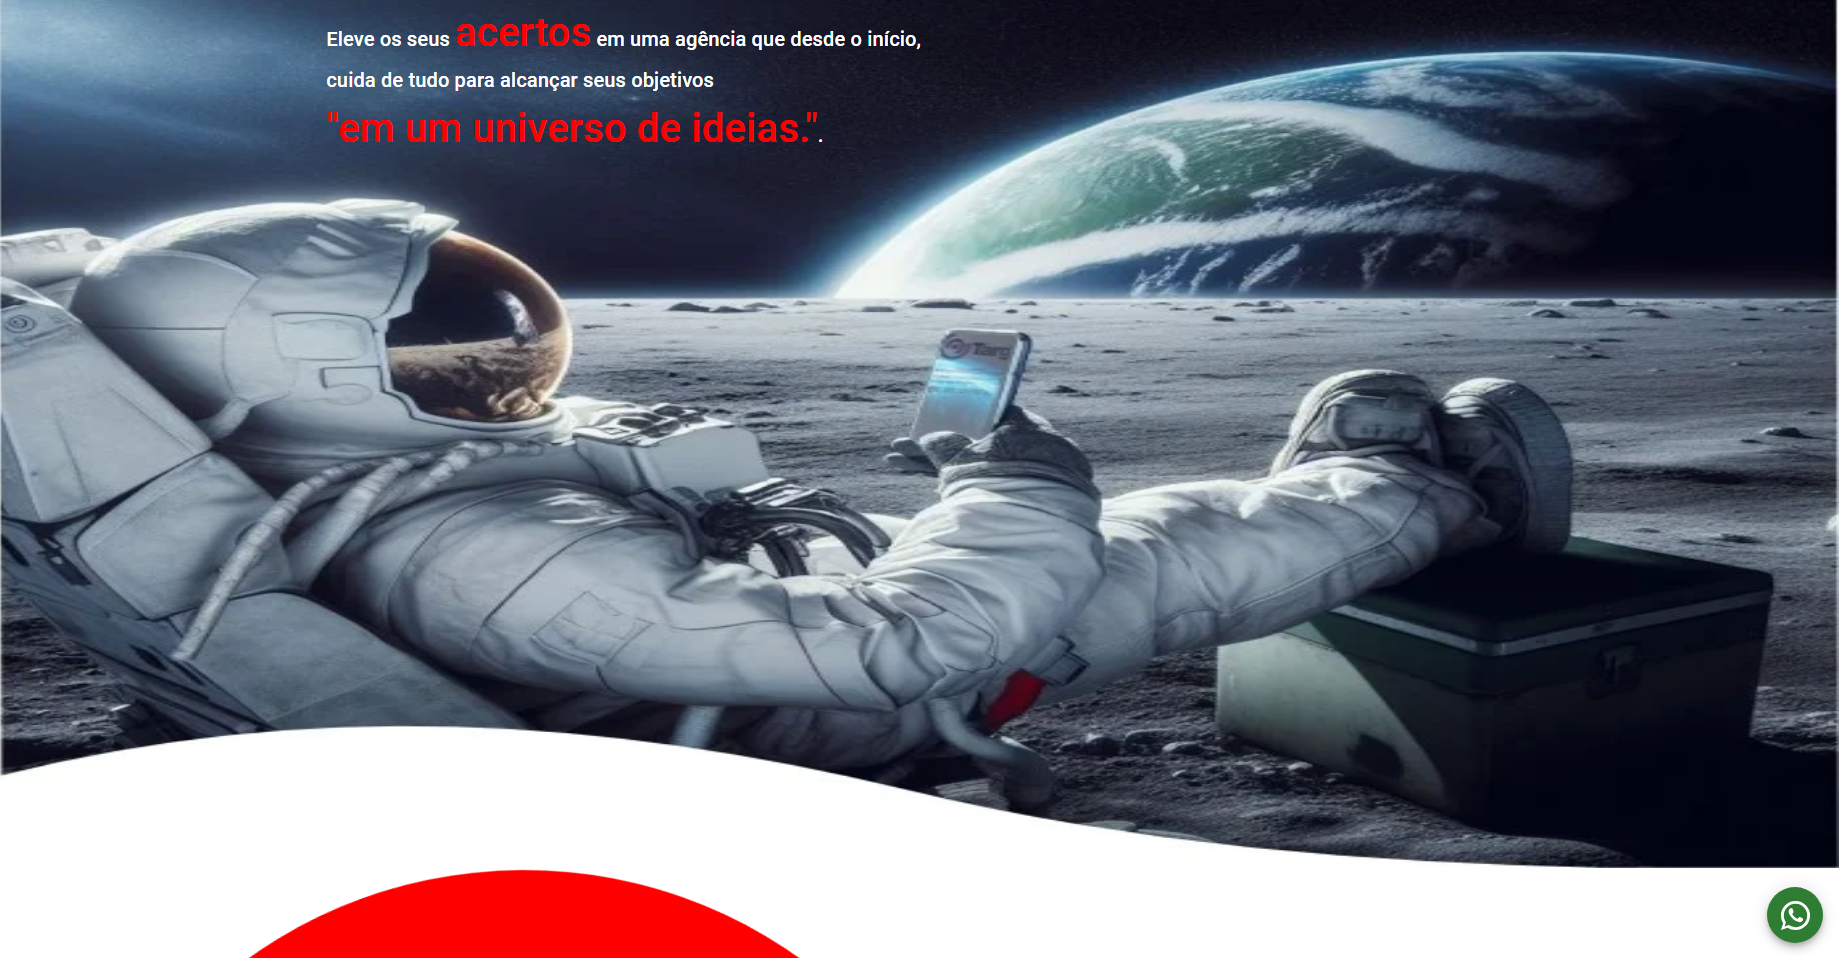 Eleve os seus acertos em uma agência que desde o início,
cuida de tudo para alcançar seus objetivos
"em um universo de ideias.".
Targ